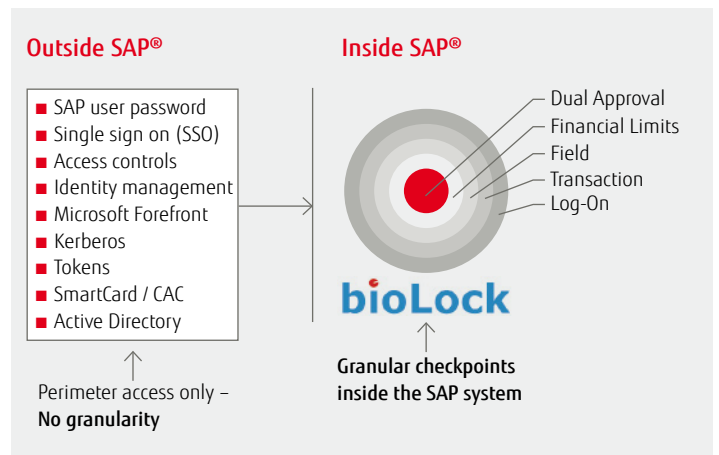 Outside SAP®
SAP user password
Single sign on (SSO)
Access controls
Identity management
Microsoft Forefront
Kerberos
Tokens
SmartCard / CAC
Active Directory
Perimeter access only –
No granularity
Inside SAP®
Dual Approval
Financial Limits
Field
Transaction
Log-On
bioLock
Granular checkpoints
inside the SAP system